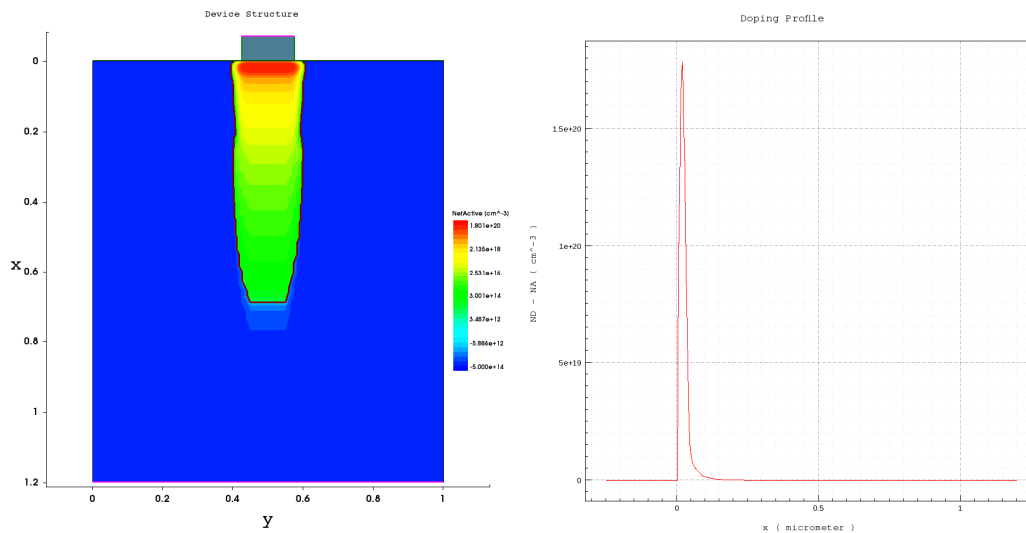 Device Structure
x
0
0.2
0.4
0.6
0.8
1
1.2
0
0.2
0.4
0.6
0.8
1
y
NetActive (cm^-3)
1.801e+20
2.135e+18
2.531e+16
3.001e+14
3.487e+12
-5.886e+12
-5.000e+14
Doping Profile
ND - NA ( cm^-3 )
1.5e+20
1e+20
5e+19
0
0
0.5
1
x ( micrometer )